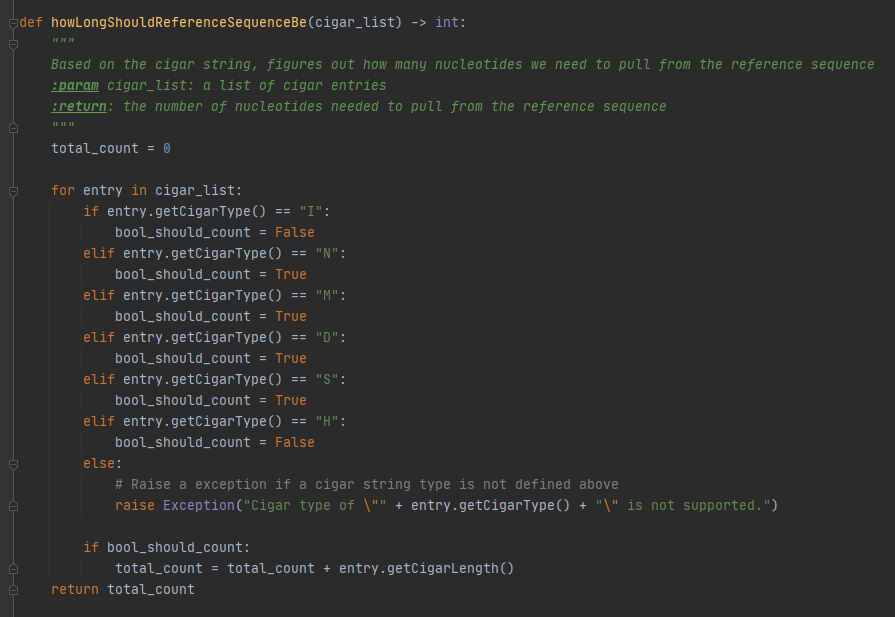 def howLongShouldReferenceSequenceBe(cigar_list) -> int:
    """
    Based on the cigar string, figures out how many nucleotides we need to pull from the reference sequence
    :param cigar_list: a list of cigar entries
    :return: the number of nucleotides needed to pull from the reference sequence
    """
    total_count = 0

    for entry in cigar_list:
        if entry.getCigarType() == "I":
            bool_should_count = False
        elif entry.getCigarType() == "N":
            bool_should_count = True
        elif entry.getCigarType() == "M":
            bool_should_count = True
        elif entry.getCigarType() == "D":
            bool_should_count = True
        elif entry.getCigarType() == "S":
            bool_should_count = True
        elif entry.getCigarType() == "H":
            bool_should_count = False
        else:
            # Raise a exception if a cigar string type is not defined above
            raise Exception("Cigar type of \"" + entry.getCigarType() + "\" is not supported.")

        if bool_should_count:
            total_count = total_count + entry.getCigarLength()
    return total_count